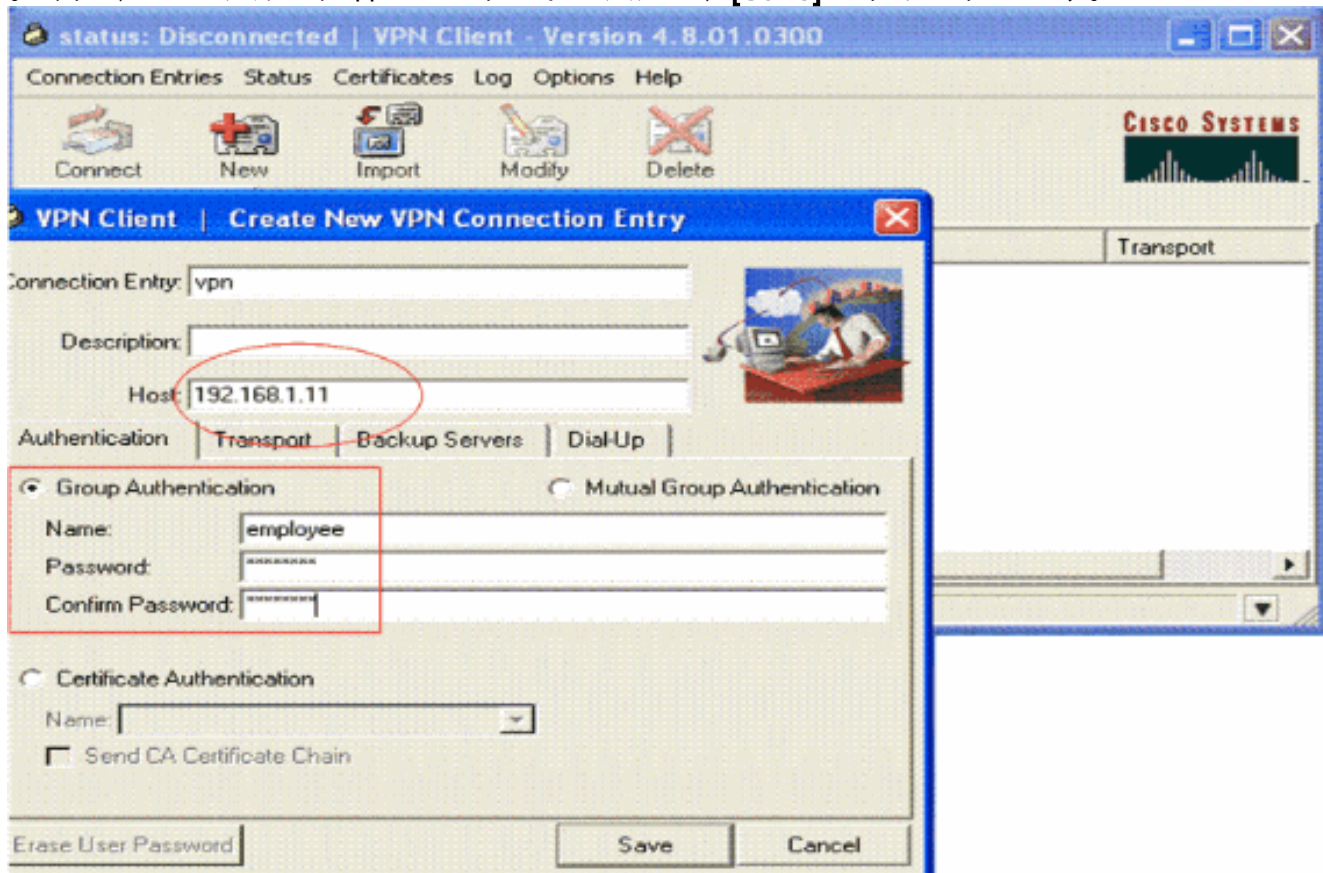 status: Disconnected | VPN Client - Version 4.8.01.0300
Connection Entries Status Certificates Log Options Help
Connect New Import Modify Delete
CISCO SYSTEMS
VPN Client | Create New VPN Connection Entry
Transport
Connection Entry: vpn
Description:
Host: 192.168.1.11
Authentication Transport Backup Servers Dial-Up
Group Authentication Mutual Group Authentication
Name: employee
Password: ********
Confirm Password: ********
Certificate Authentication
Name:
Send CA Certificate Chain
Erase User Password Save Cancel